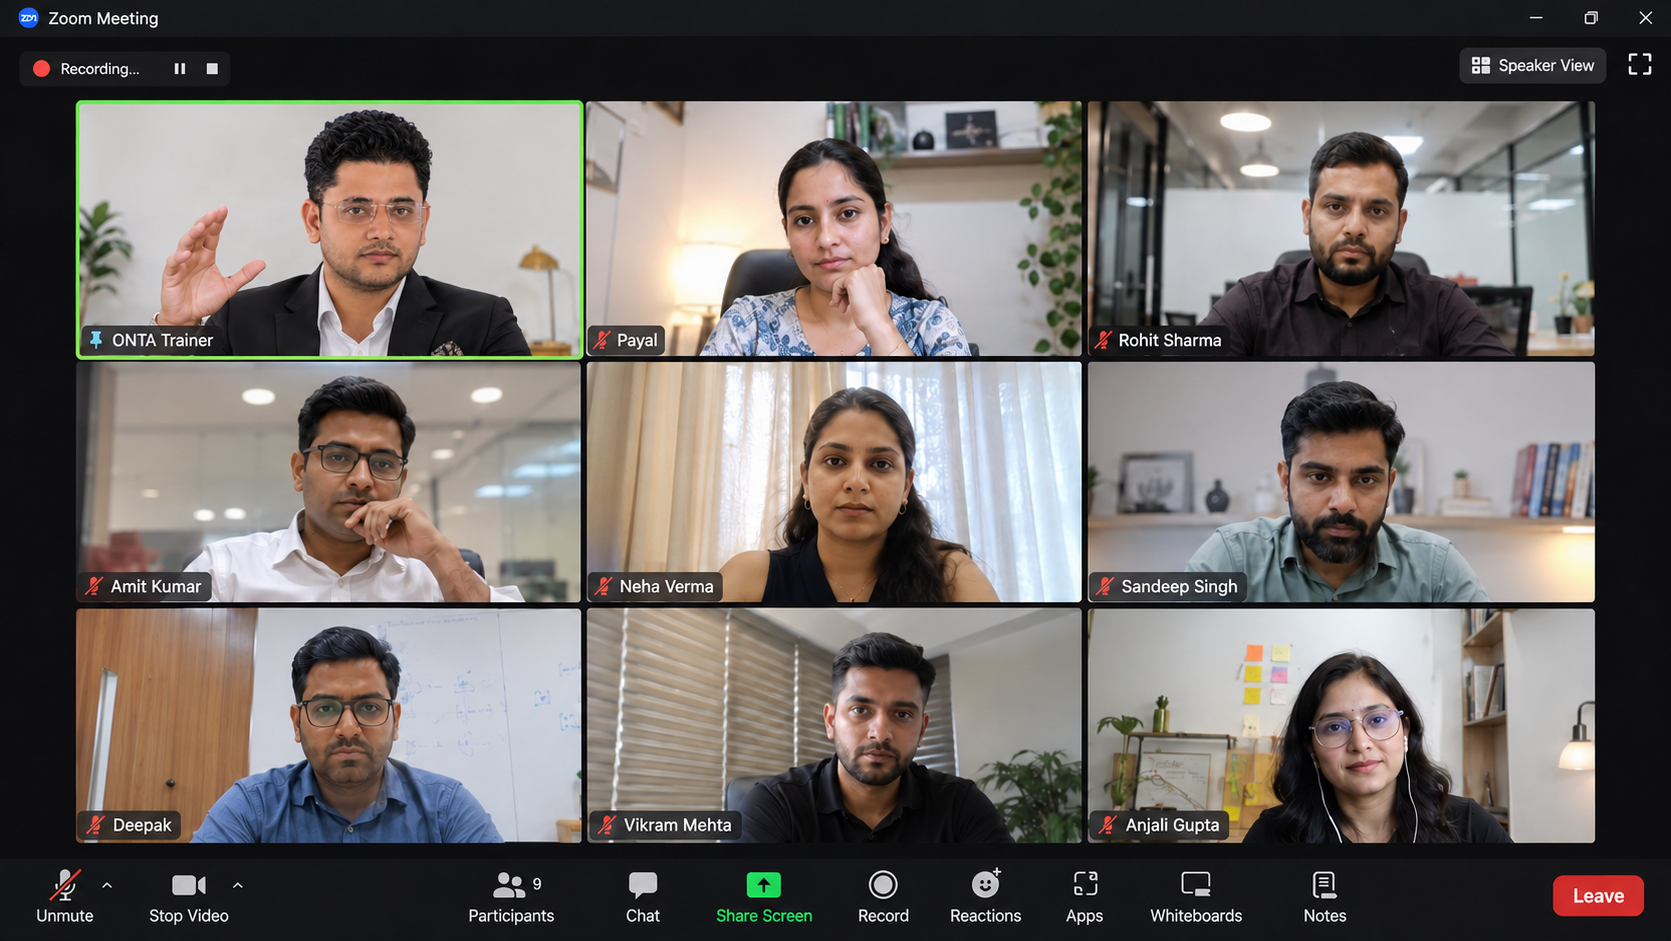 zm Zoom Meeting
Recording...
Speaker View
ONTA Trainer
Payal
Rohit Sharma
Amit Kumar
Neha Verma
Sandeep Singh
Deepak
Vikram Mehta
Anjali Gupta
9
Unmute
Stop Video
Participants
Chat
Share Screen
Record
Reactions
Apps
Whiteboards
Notes
Leave